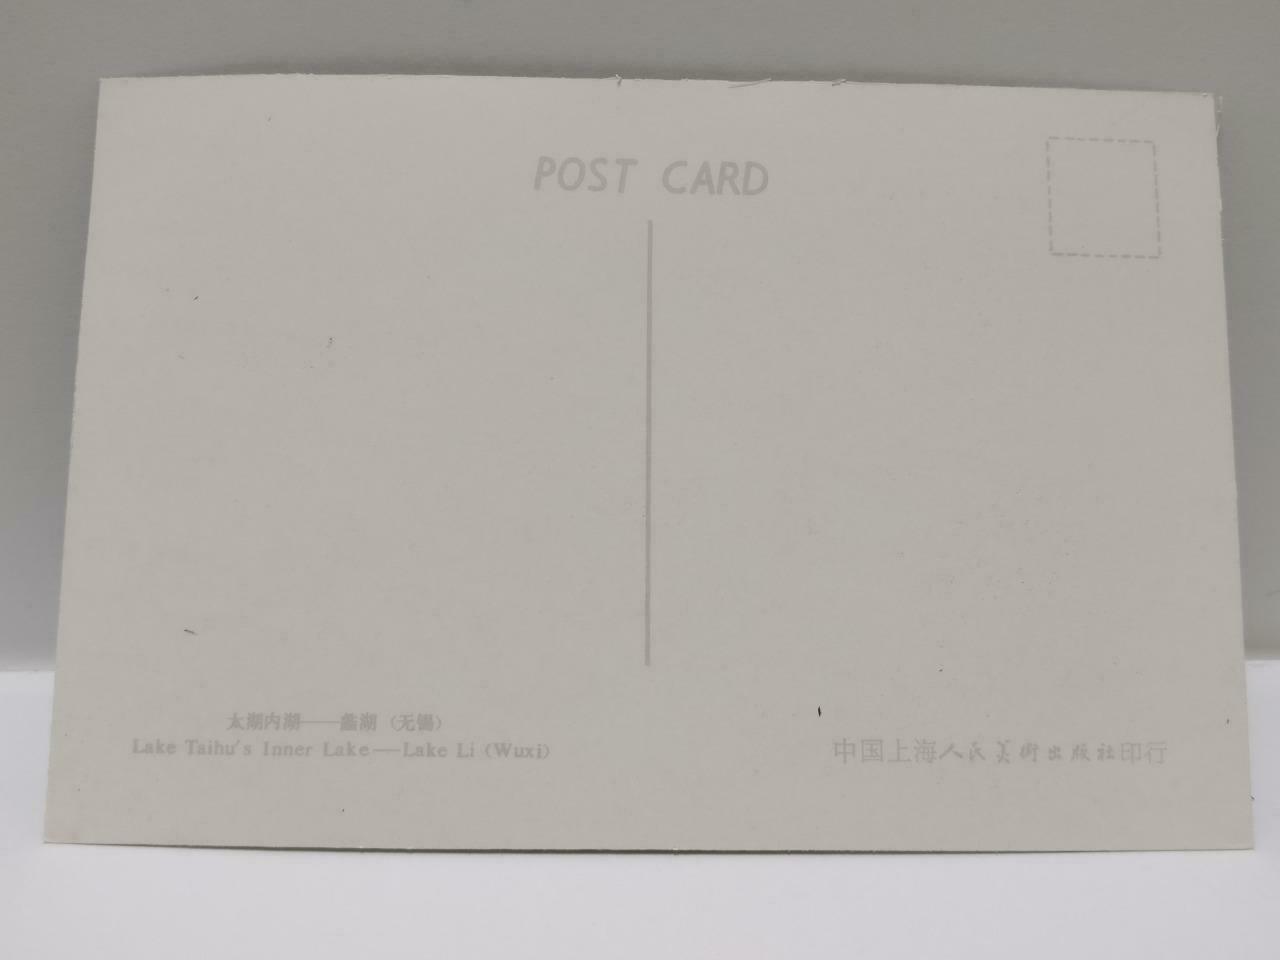 POST CARD
太湖内湖——蠡湖（无锡）
Lake Taihu's Inner Lake——Lake Li (Wuxi)
中国上海人民美術出版社印行